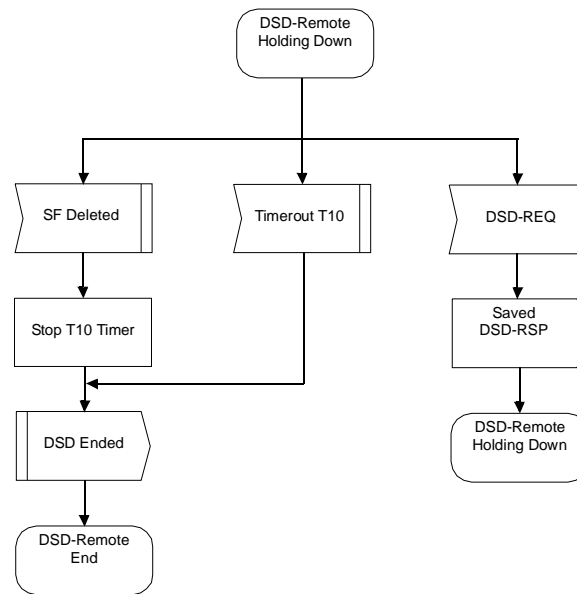 DSD-Remote
Holding Down
SF Deleted
Timerout T10
DSD-REQ
Stop T10 Timer
Saved
DSD-RSP
DSD Ended
DSD-Remote
Holding Down
DSD-Remote
End